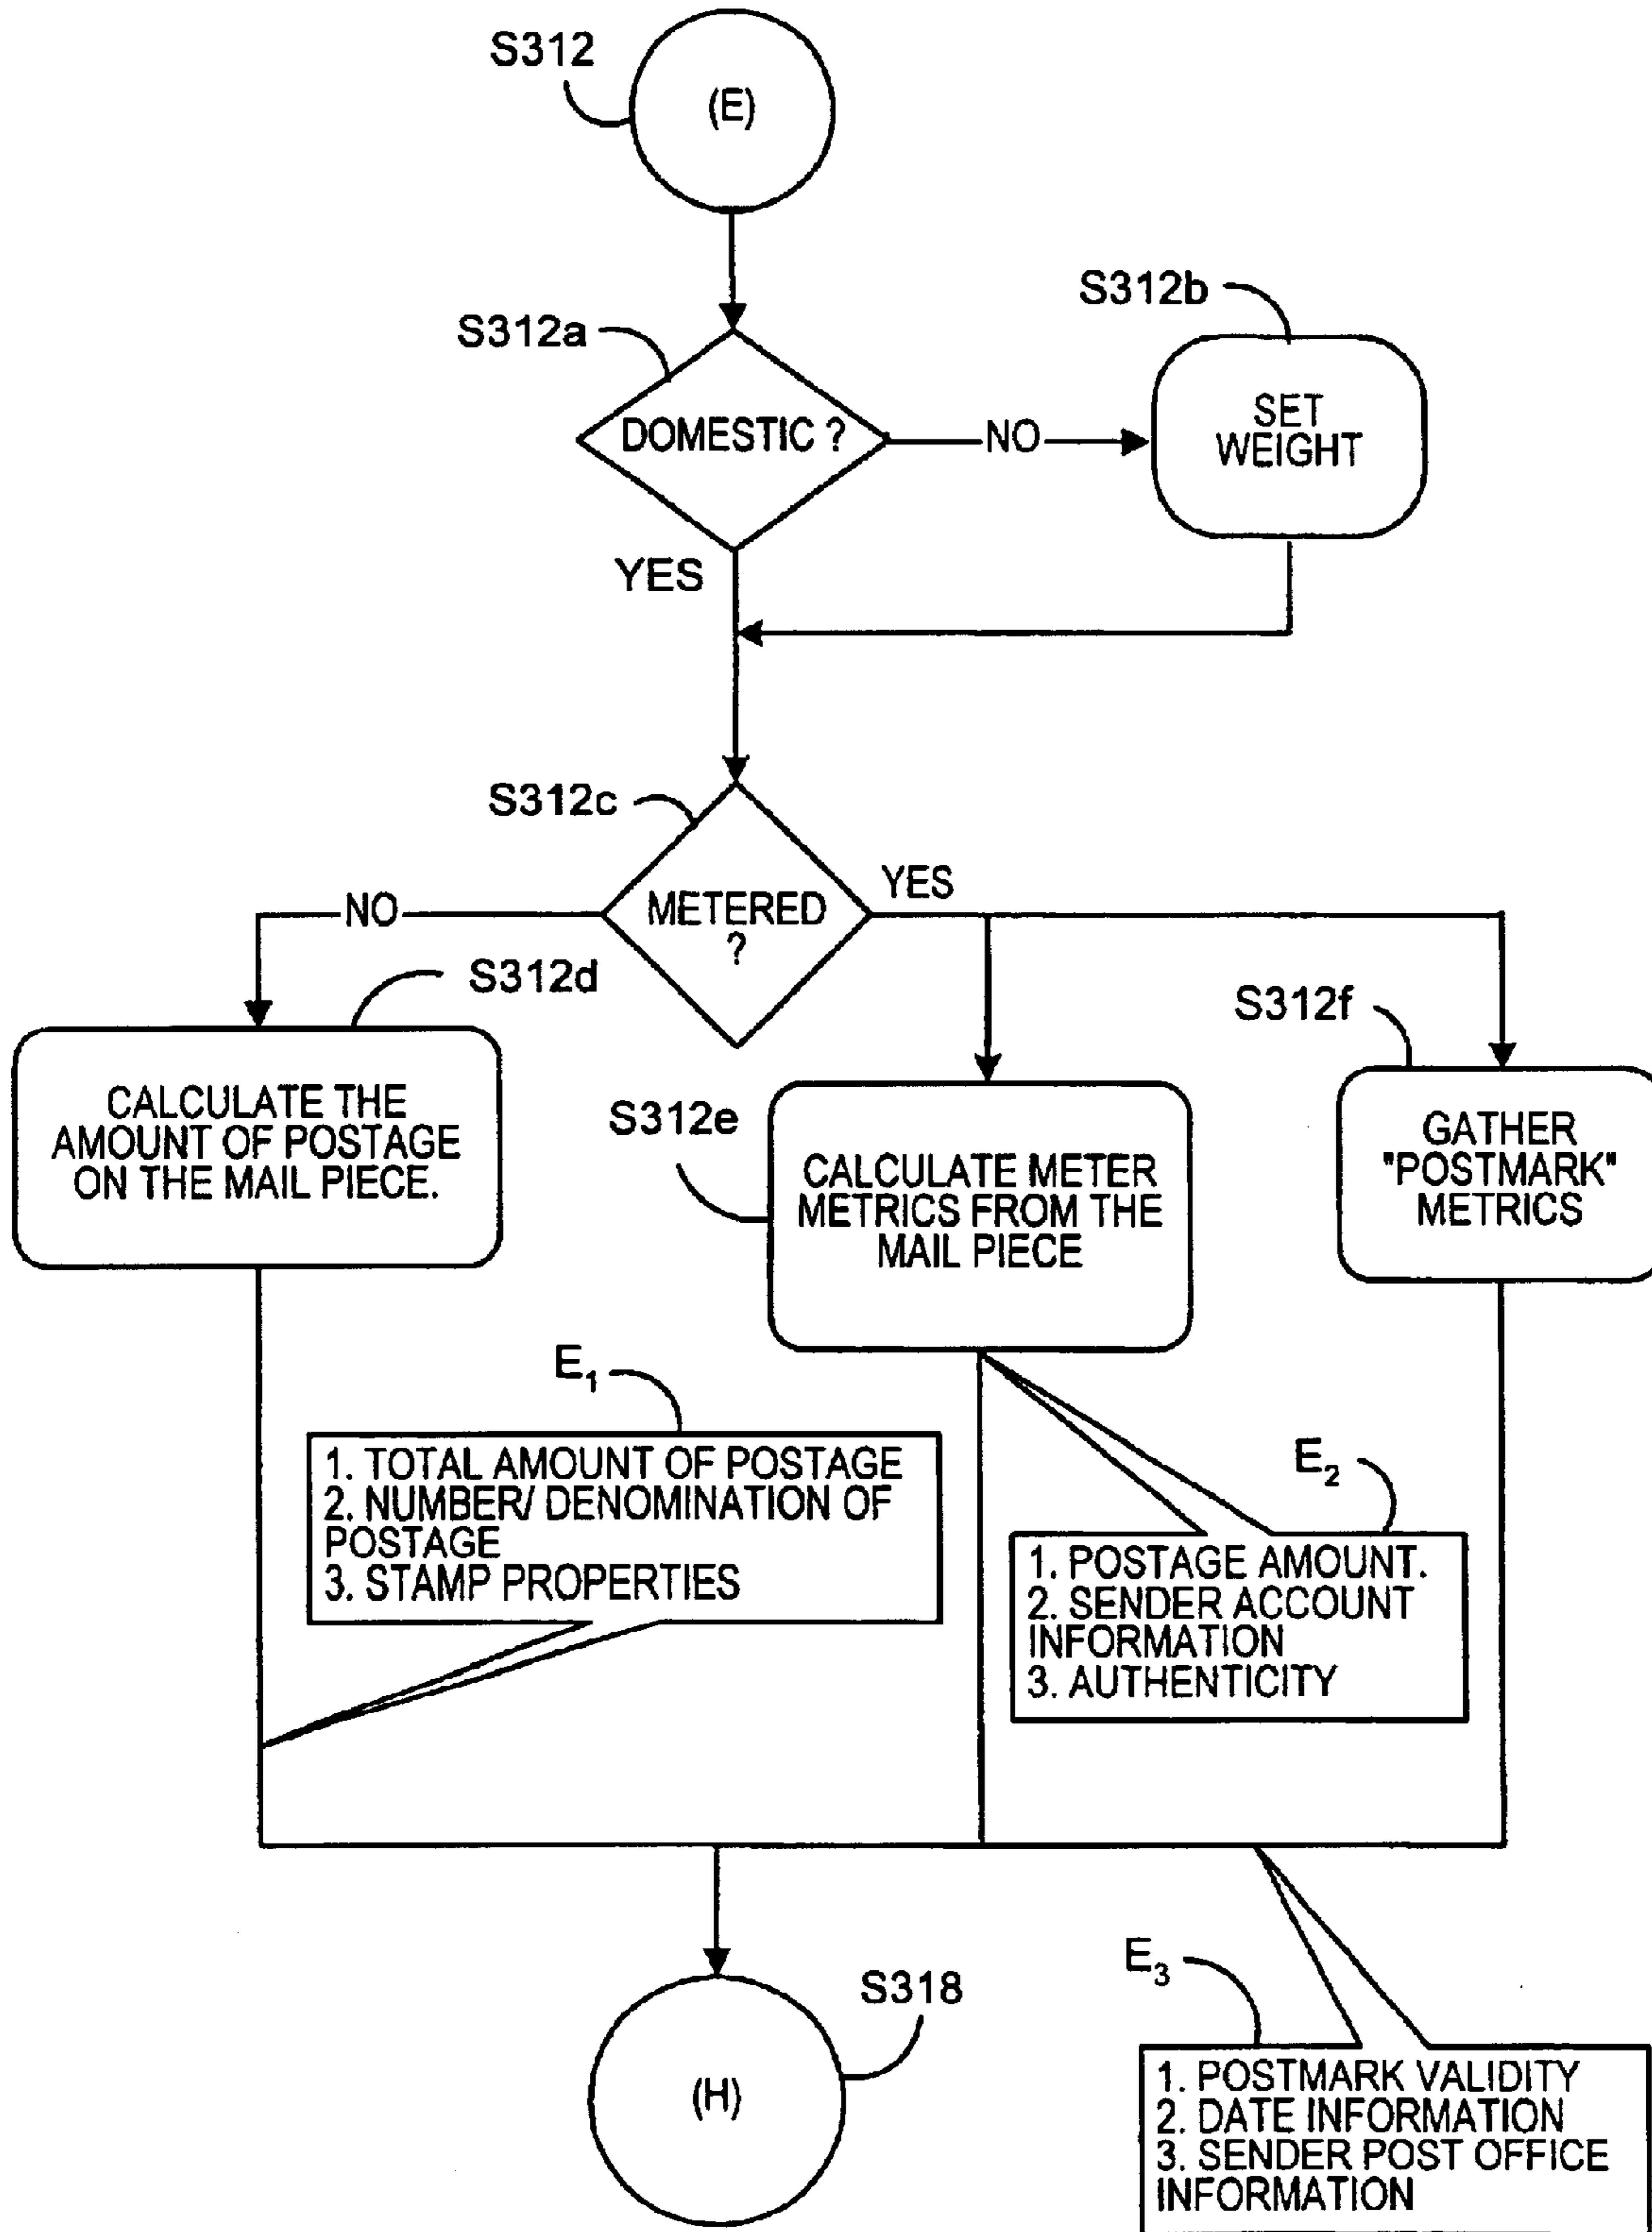 S312
(E)
S312b
S312a
SET
WEIGHT
DOMESTIC ?
NO
YES
S312c
YES
NO
METERED
?
S312d
S312f
CALCULATE THE
AMOUNT OF POSTAGE
ON THE MAIL PIECE.
S312e
CALCULATE METER
METRICS FROM THE
MAIL PIECE
GATHER
"POSTMARK"
METRICS
E₁
1. TOTAL AMOUNT OF POSTAGE
2. NUMBER/ DENOMINATION OF
POSTAGE
3. STAMP PROPERTIES
E₂
1. POSTAGE AMOUNT.
2. SENDER ACCOUNT
INFORMATION
3. AUTHENTICITY
S318
(H)
E₃
1. POSTMARK VALIDITY
2. DATE INFORMATION
3. SENDER POST OFFICE
INFORMATION